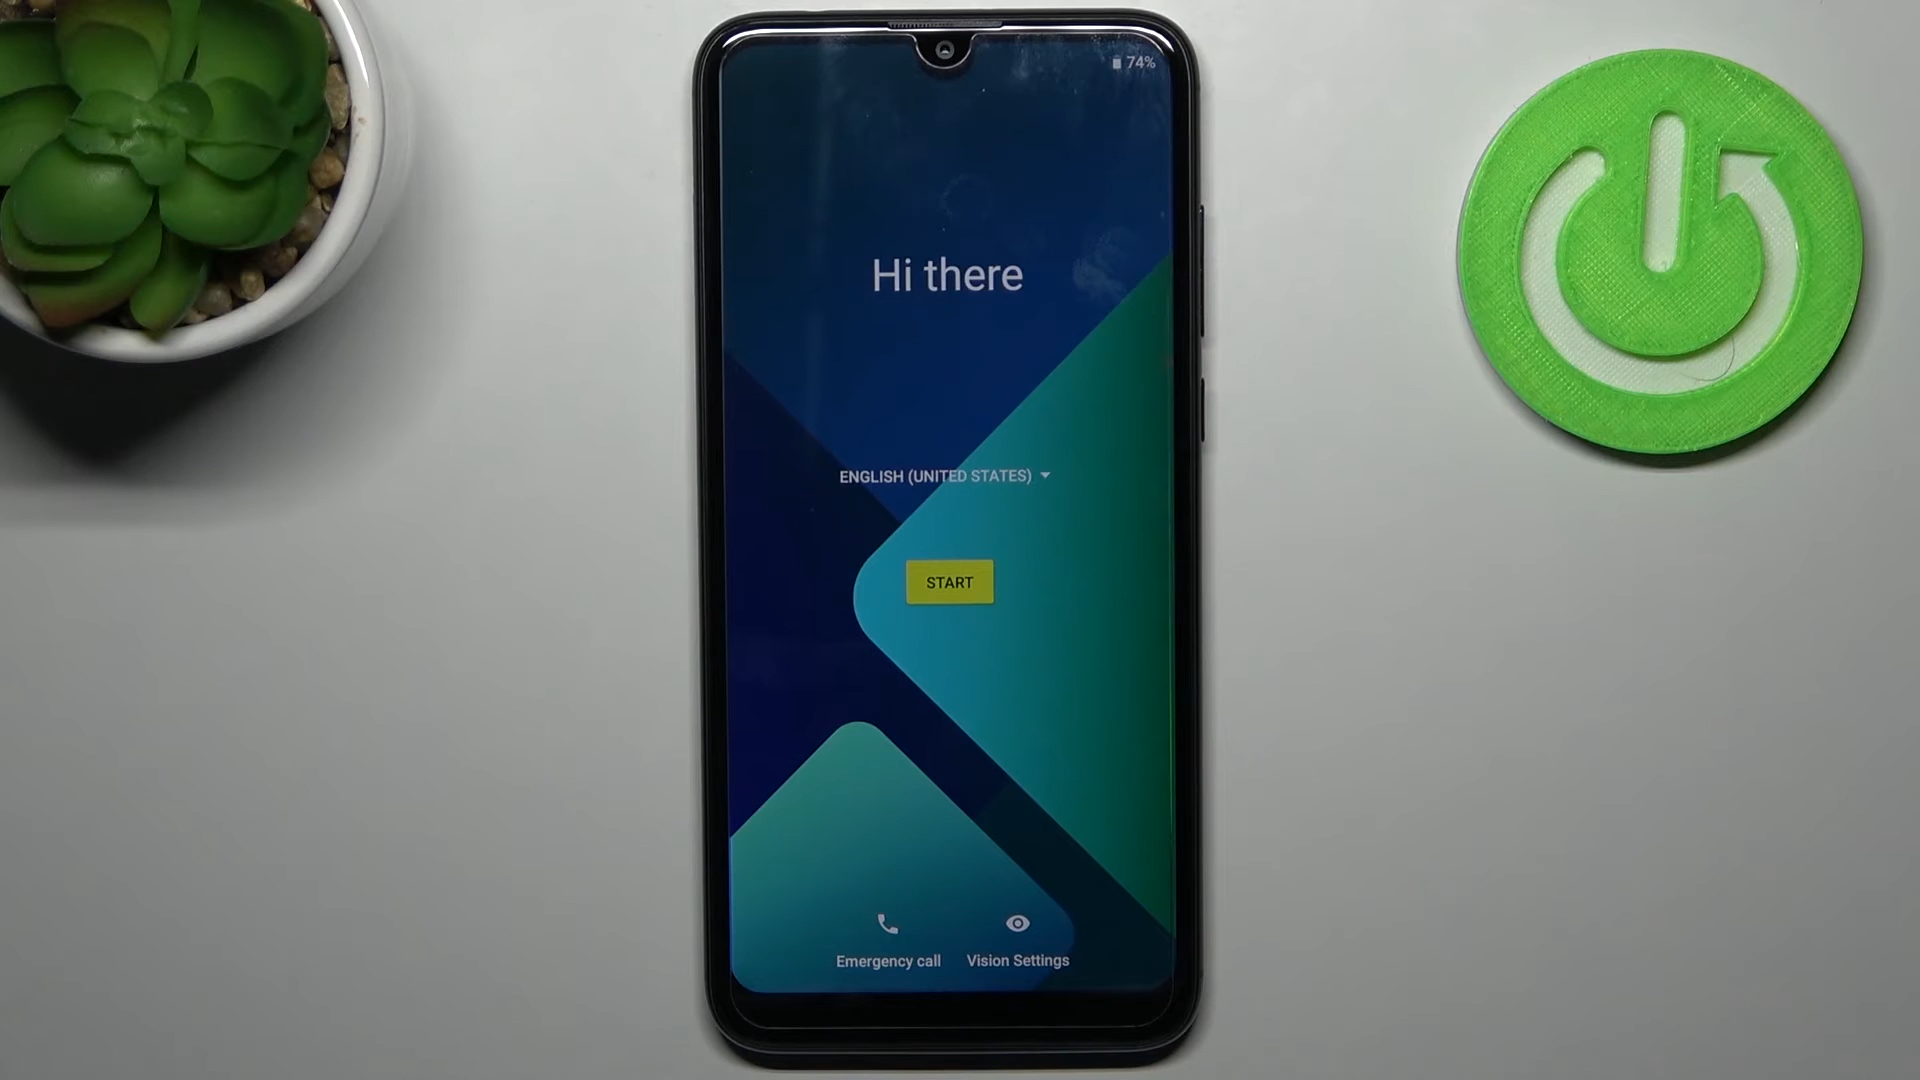 74%
Hi there
ENGLISH (UNITED STATES)
START
Emergency call
Vision Settings